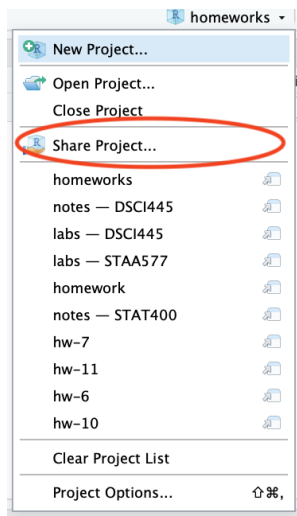 homeworks
New Project...
Open Project...
Close Project
Share Project...
homeworks
notes — DSCI445
labs — DSCI445
labs — STAA577
homework
notes — STAT400
hw-7
hw-11
hw-6
hw-10
Clear Project List
Project Options... ⇧⌘,